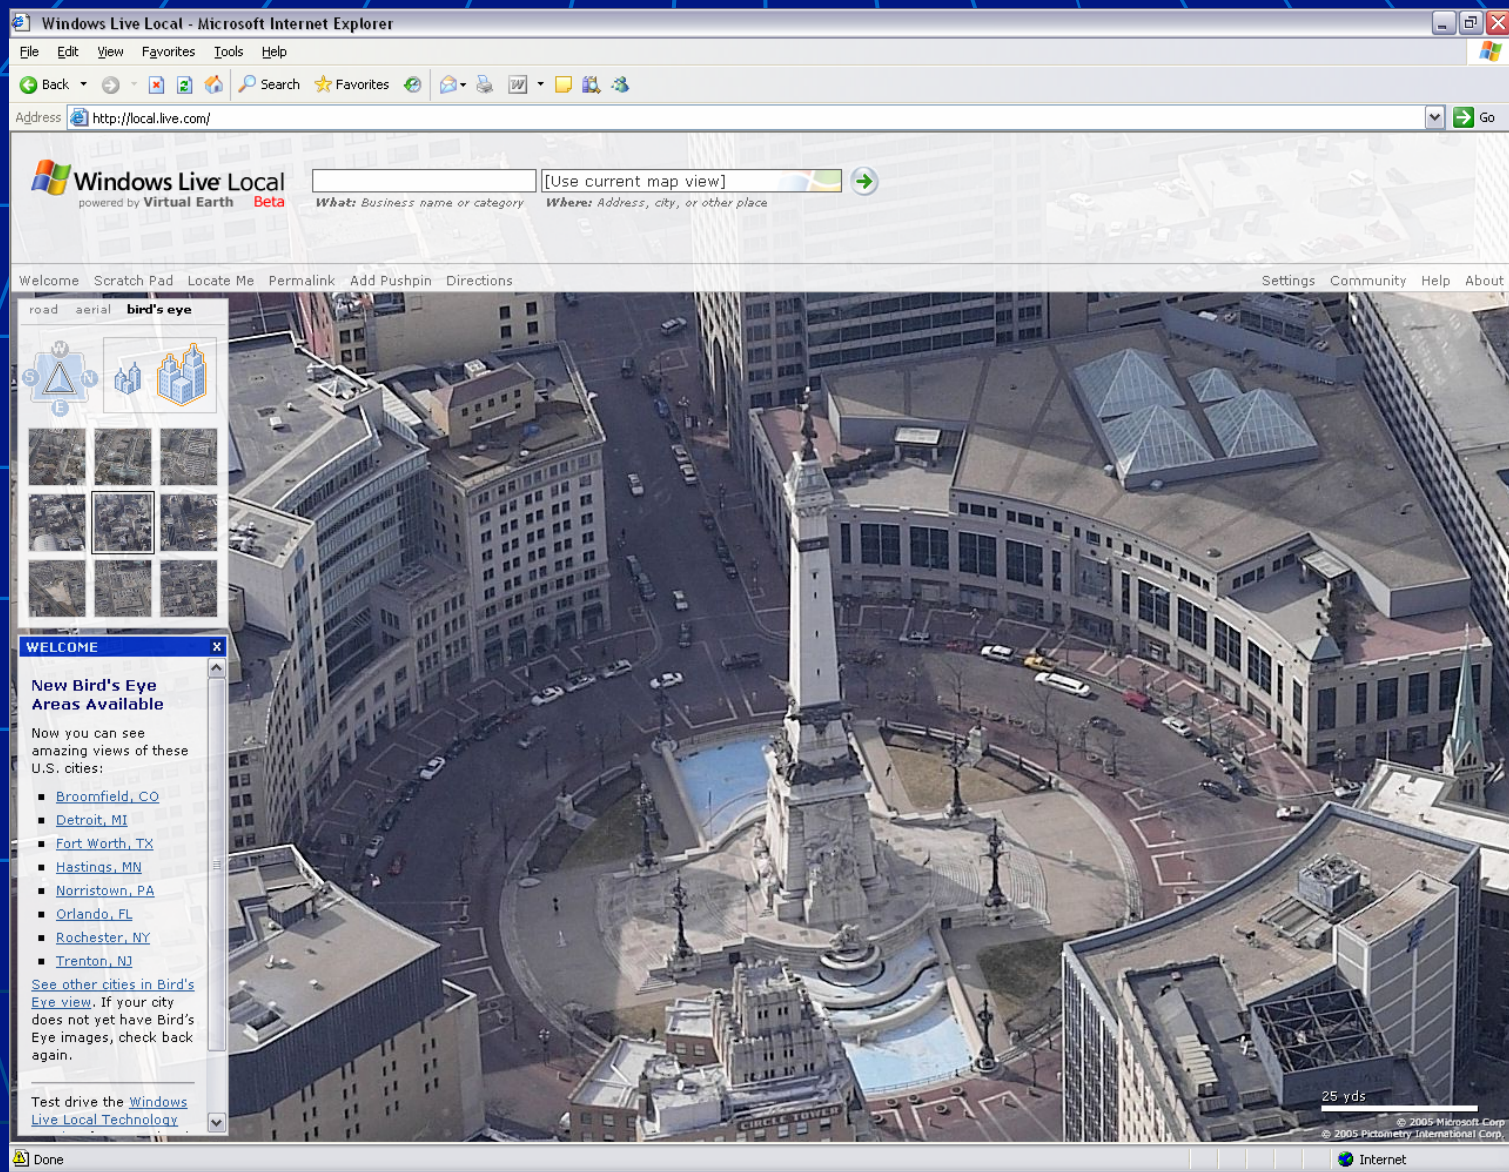 Windows Live Local - Microsoft Internet Explorer
File Edit View Favorites Tools Help
Back Search Favorites
Address http://local.live.com/ Go
Windows Live Local
powered by Virtual Earth Beta
[Use current map view]
What: Business name or category Where: Address, city, or other place
Welcome Scratch Pad Locate Me Permalink Add Pushpin Directions Settings Community Help About
road aerial bird's eye
W
S N
E
WELCOME x
New Bird's Eye
Areas Available
Now you can see
amazing views of these
U.S. cities:
Broomfield, CO
Detroit, MI
Fort Worth, TX
Hastings, MN
Norristown, PA
Orlando, FL
Rochester, NY
Trenton, NJ
See other cities in Bird's
Eye view. If your city
does not yet have Bird's
Eye images, check back
again.
Test drive the Windows
Live Local Technology
CIRCLE TOWER
25 yds
© 2005 Microsoft Corp
© 2005 Pictometry International Corp.
Done Internet